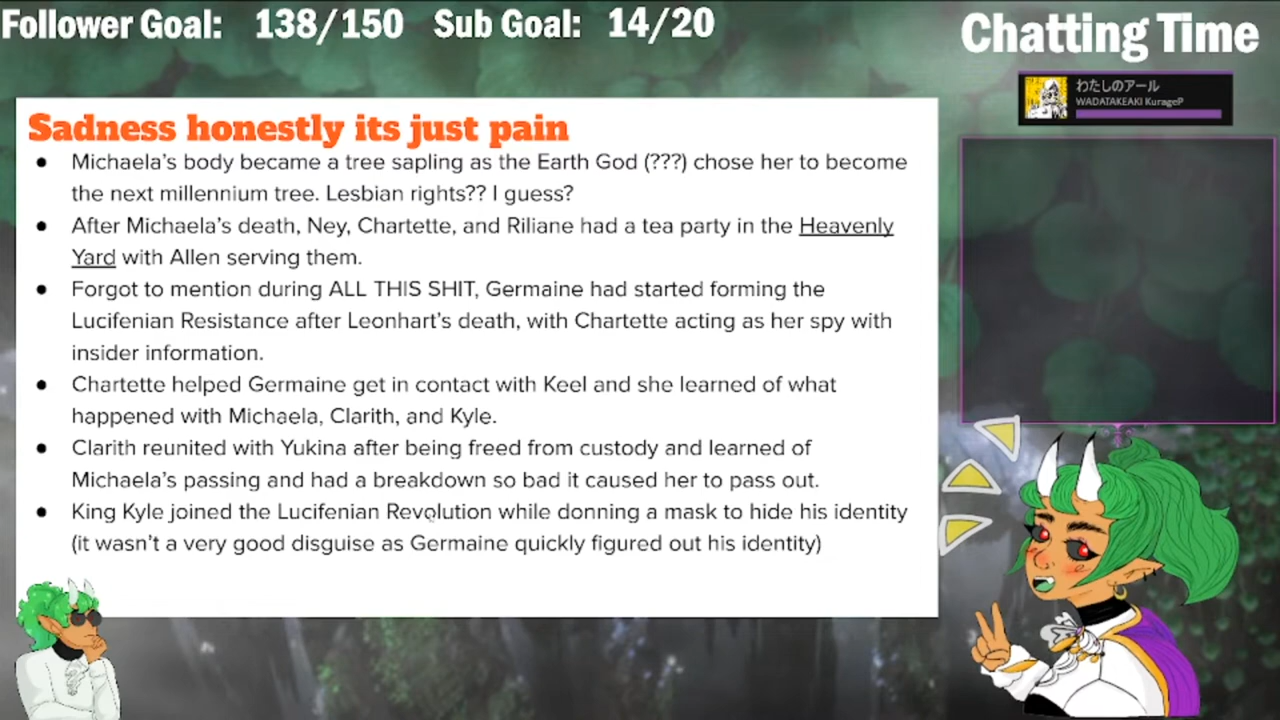 Follower Goal: 138/150 Sub Goal: 14/20
Chatting Time
わたしのアール
WADATAKEAKI KurageP
Sadness honestly its just pain
● Michaela's body became a tree sapling as the Earth God (???) chose her to become
the next millennium tree. Lesbian rights?? I guess?
● After Michaela's death, Ney, Chartette, and Riliane had a tea party in the Heavenly
Yard with Allen serving them.
● Forgot to mention during ALL THIS SHIT, Germaine had started forming the
Lucifenian Resistance after Leonhart's death, with Chartette acting as her spy with
insider information.
● Chartette helped Germaine get in contact with Keel and she learned of what
happened with Michaela, Clarith, and Kyle.
● Clarith reunited with Yukina after being freed from custody and learned of
Michaela's passing and had a breakdown so bad it caused her to pass out.
● King Kyle joined the Lucifenian Revolution while donning a mask to hide his identity
(it wasn't a very good disguise as Germaine quickly figured out his identity)